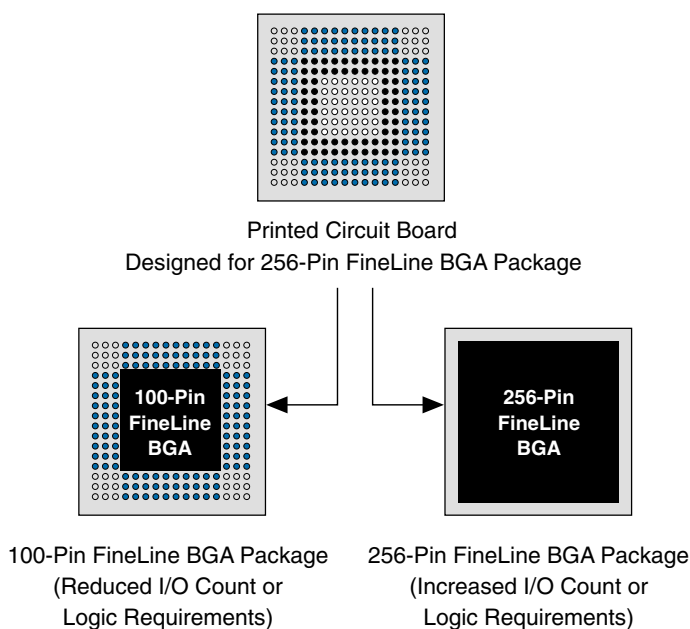 Printed Circuit Board
Designed for 256-Pin FineLine BGA Package
100-Pin
FineLine
BGA
256-Pin
FineLine
BGA
100-Pin FineLine BGA Package
(Reduced I/O Count or
Logic Requirements)
256-Pin FineLine BGA Package
(Increased I/O Count or
Logic Requirements)